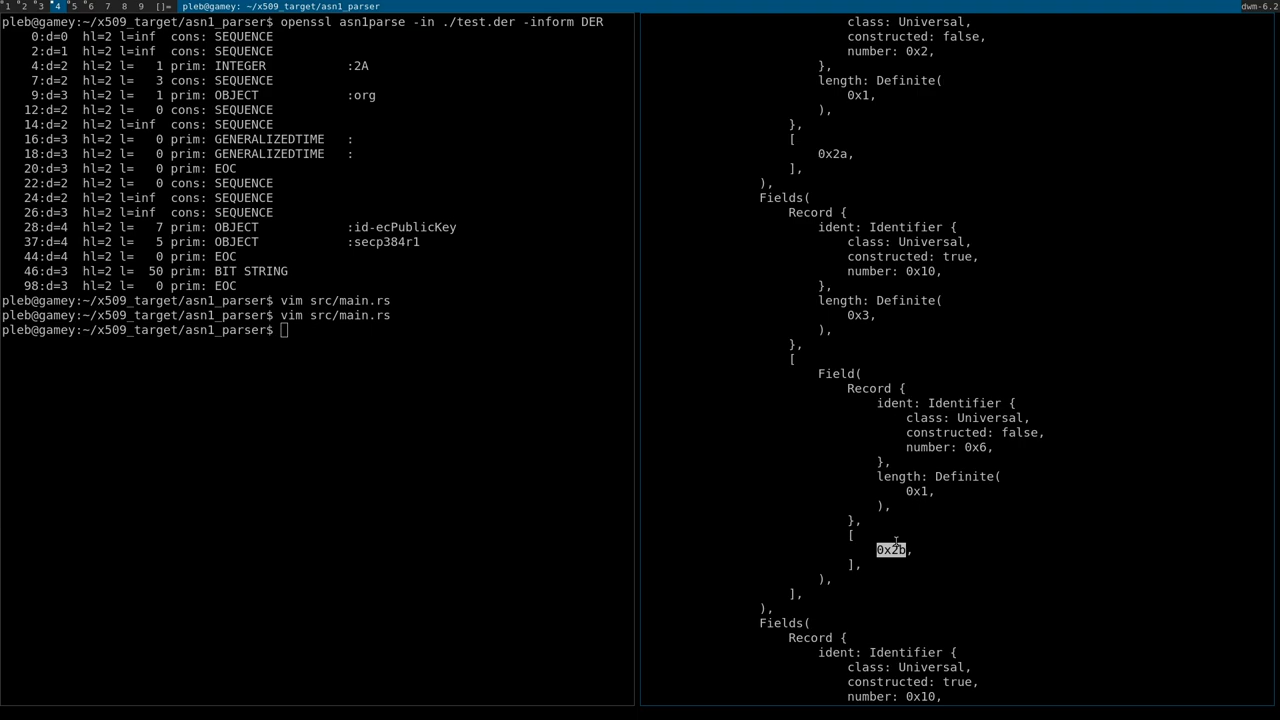 1 2 3 4 5 6 7 8 9 []= pleb@gamey: ~/x509_target/asn1_parser dwm-6.2
pleb@gamey:~/x509_target/asn1_parser$ openssl asn1parse -in ./test.der -inform DER
0:d=0 hl=2 l=inf cons: SEQUENCE
2:d=1 hl=2 l=inf cons: SEQUENCE
4:d=2 hl=2 l= 1 prim: INTEGER :2A
7:d=2 hl=2 l= 3 cons: SEQUENCE
9:d=3 hl=2 l= 1 prim: OBJECT :org
12:d=2 hl=2 l= 0 cons: SEQUENCE
14:d=2 hl=2 l=inf cons: SEQUENCE
16:d=3 hl=2 l= 0 prim: GENERALIZEDTIME :
18:d=3 hl=2 l= 0 prim: GENERALIZEDTIME :
20:d=3 hl=2 l= 0 prim: EOC
22:d=2 hl=2 l= 0 cons: SEQUENCE
24:d=2 hl=2 l=inf cons: SEQUENCE
26:d=3 hl=2 l=inf cons: SEQUENCE
28:d=4 hl=2 l= 7 prim: OBJECT :id-ecPublicKey
37:d=4 hl=2 l= 5 prim: OBJECT :secp384r1
44:d=4 hl=2 l= 0 prim: EOC
46:d=3 hl=2 l= 50 prim: BIT STRING
98:d=3 hl=2 l= 0 prim: EOC
pleb@gamey:~/x509_target/asn1_parser$ vim src/main.rs
pleb@gamey:~/x509_target/asn1_parser$ vim src/main.rs
pleb@gamey:~/x509_target/asn1_parser$
class: Universal,
constructed: false,
number: 0x2,
},
length: Definite(
0x1,
),
},
[
0x2a,
],
),
Fields(
Record {
ident: Identifier {
class: Universal,
constructed: true,
number: 0x10,
},
length: Definite(
0x3,
),
},
[
Field(
Record {
ident: Identifier {
class: Universal,
constructed: false,
number: 0x6,
},
length: Definite(
0x1,
),
},
[
0x2b,
],
),
],
),
Fields(
Record {
ident: Identifier {
class: Universal,
constructed: true,
number: 0x10,